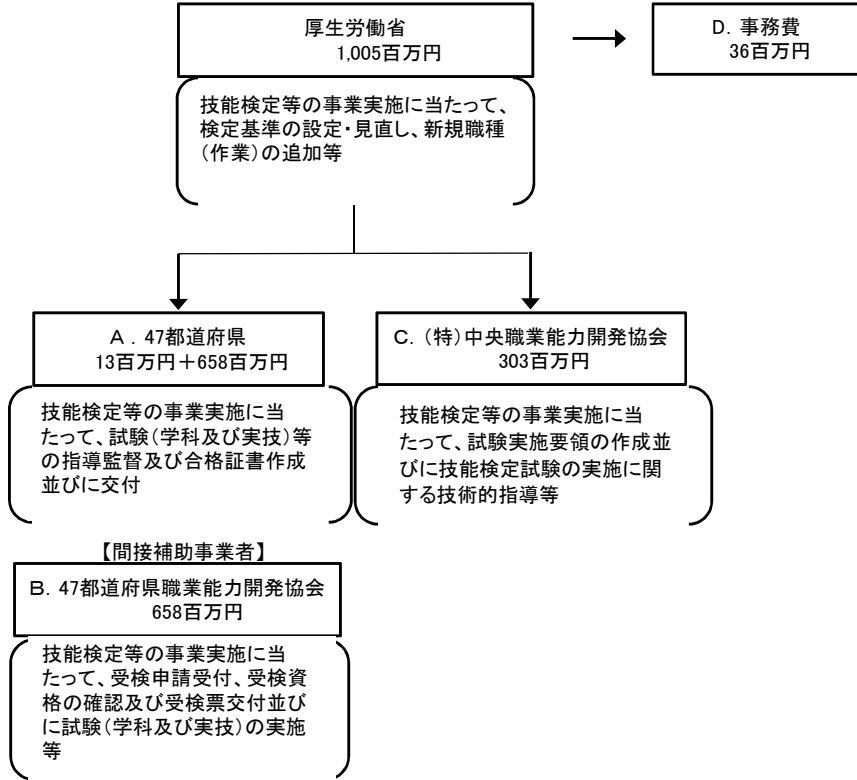 厚生労働省
1,005百万円
D．事務費
36百万円
技能検定等の事業実施に当たって、
検定基準の設定・見直し、新規職種
（作業）の追加等
Ａ．47都道府県
13百万円＋658百万円
C．（特）中央職業能力開発協会
303百万円
技能検定等の事業実施に当
たって、試験（学科及び実技）等
の指導監督及び合格証書作成
並びに交付
技能検定等の事業実施に当
たって、試験実施要領の作成並
びに技能検定試験の実施に関
する技術的指導等
【間接補助事業者】
B．47都道府県職業能力開発協会
658百万円
技能検定等の事業実施に当
たって、受検申請受付、受検資
格の確認及び受検票交付並び
に試験（学科及び実技）の実施
等